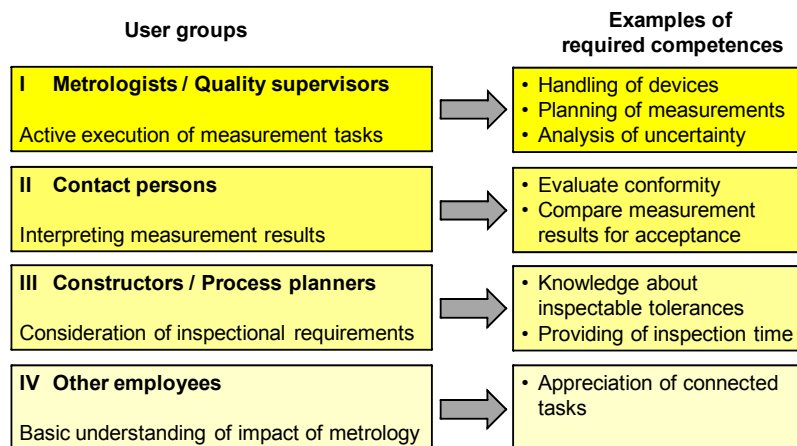 User groups
Examples of
required competences
I Metrologists / Quality supervisors
Active execution of measurement tasks
• Handling of devices
• Planning of measurements
• Analysis of uncertainty
II Contact persons
Interpreting measurement results
• Evaluate conformity
• Compare measurement
results for acceptance
III Constructors / Process planners
Consideration of inspectional requirements
• Knowledge about
inspectable tolerances
• Providing of inspection time
IV Other employees
Basic understanding of impact of metrology
• Appreciation of connected
tasks